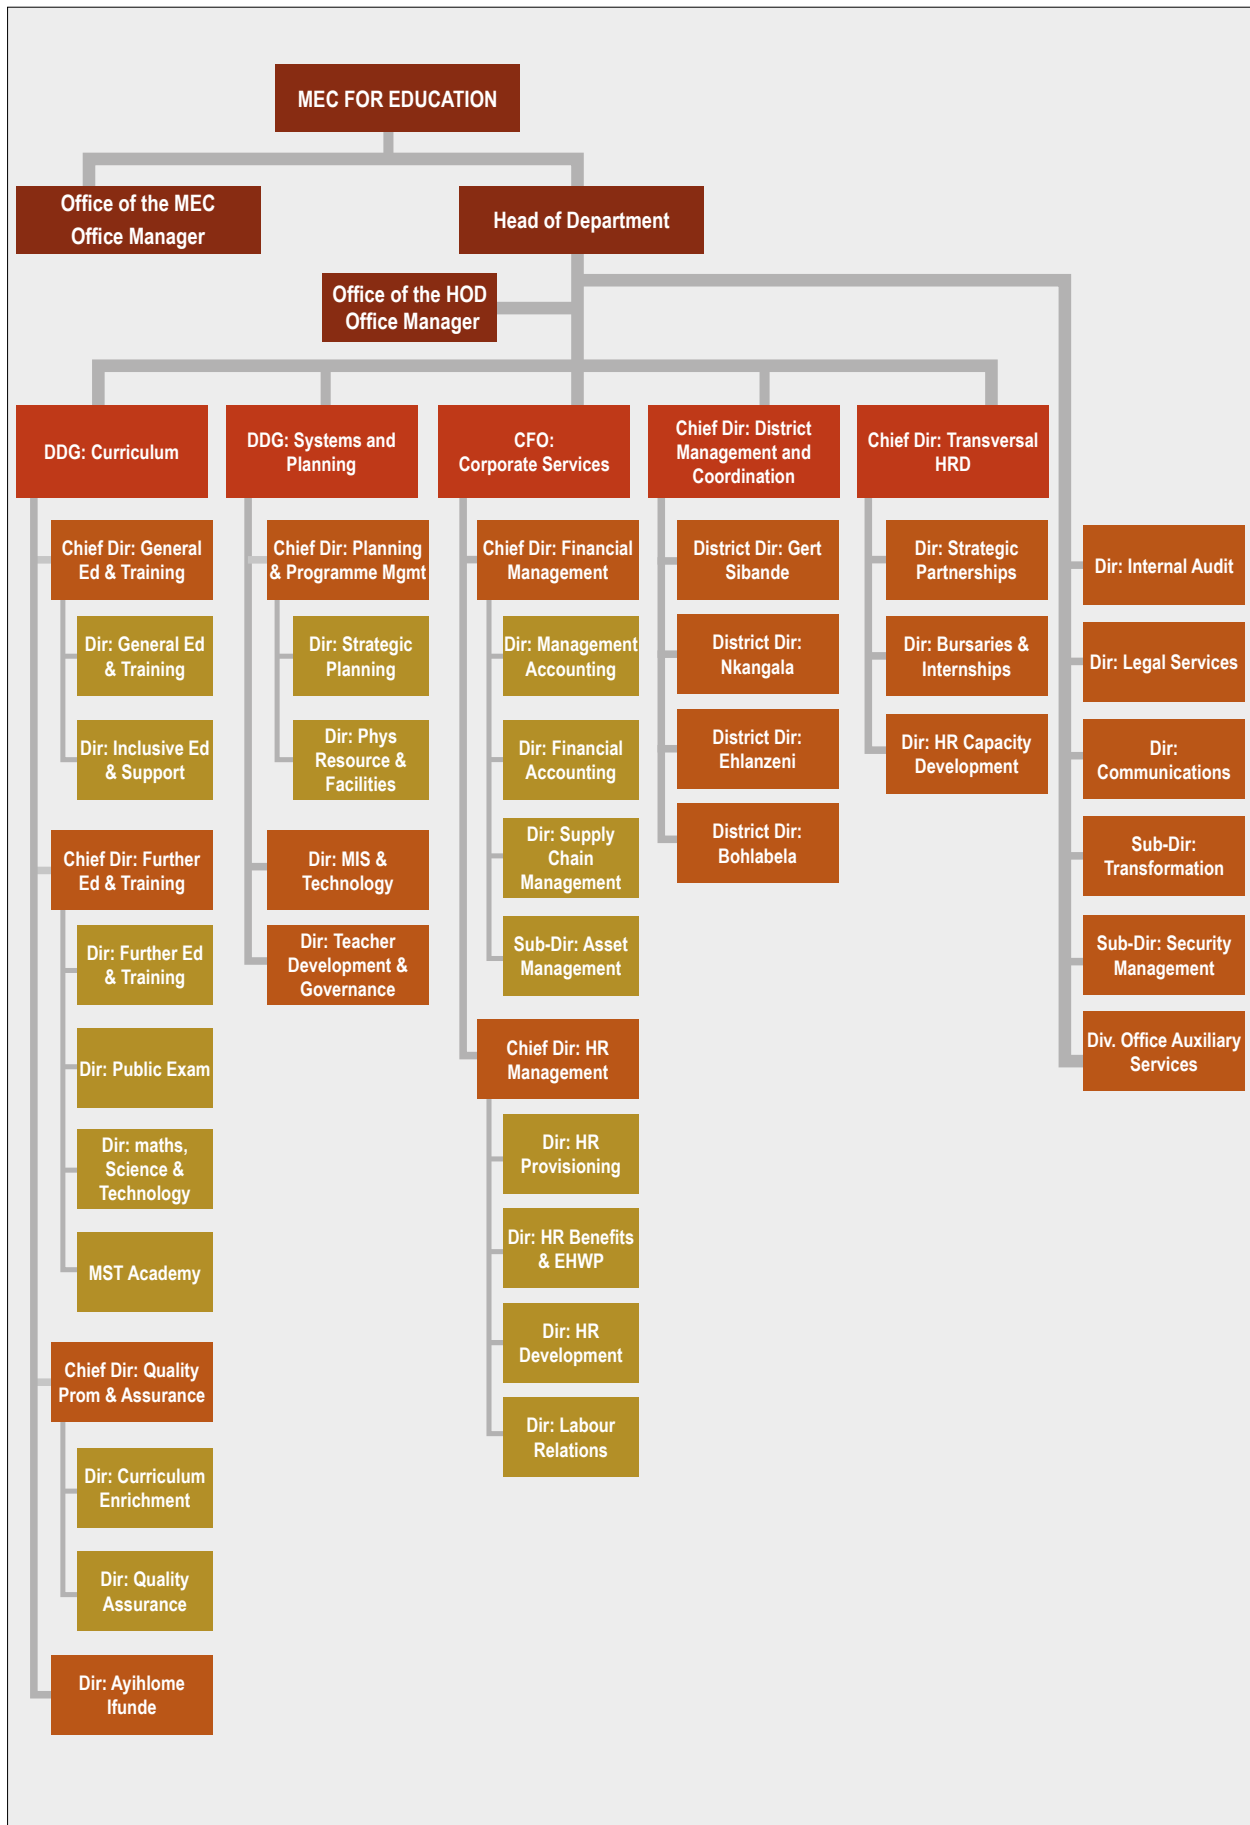 MEC FOR EDUCATION
Office of the MEC
Office Manager
Head of Department
Office of the HOD
Office Manager
DDG: Curriculum
Chief Dir: General
Ed & Training
Dir: General Ed
& Training
Dir: Inclusive Ed
& Support
Chief Dir: Further
Ed & Training
Dir: Further Ed
& Training
Dir: Public Exam
Dir: maths,
Science &
Technology
MST Academy
Chief Dir: Quality
Prom & Assurance
Dir: Curriculum
Enrichment
Dir: Quality
Assurance
Dir: Ayihlome
Ifunde
DDG: Systems and
Planning
Chief Dir: Planning
& Programme Mgmt
Dir: Strategic
Planning
Dir: Phys
Resource &
Facilities
Dir: MIS &
Technology
Dir: Teacher
Development &
Governance
CFO:
Corporate Services
Chief Dir: Financial
Management
Dir: Management
Accounting
Dir: Financial
Accounting
Dir: Supply
Chain
Management
Sub-Dir: Asset
Management
Chief Dir: HR
Management
Dir: HR
Provisioning
Dir: HR Benefits
& EHWP
Dir: HR
Development
Dir: Labour
Relations
Chief Dir: District
Management and
Coordination
District Dir: Gert
Sibande
District Dir:
Nkangala
District Dir:
Ehlanzeni
District Dir:
Bohlabela
Chief Dir: Transversal
HRD
Dir: Strategic
Partnerships
Dir: Bursaries &
Internships
Dir: HR Capacity
Development
Dir: Internal Audit
Dir: Legal Services
Dir:
Communications
Sub-Dir:
Transformation
Sub-Dir: Security
Management
Div. Office Auxiliary
Services